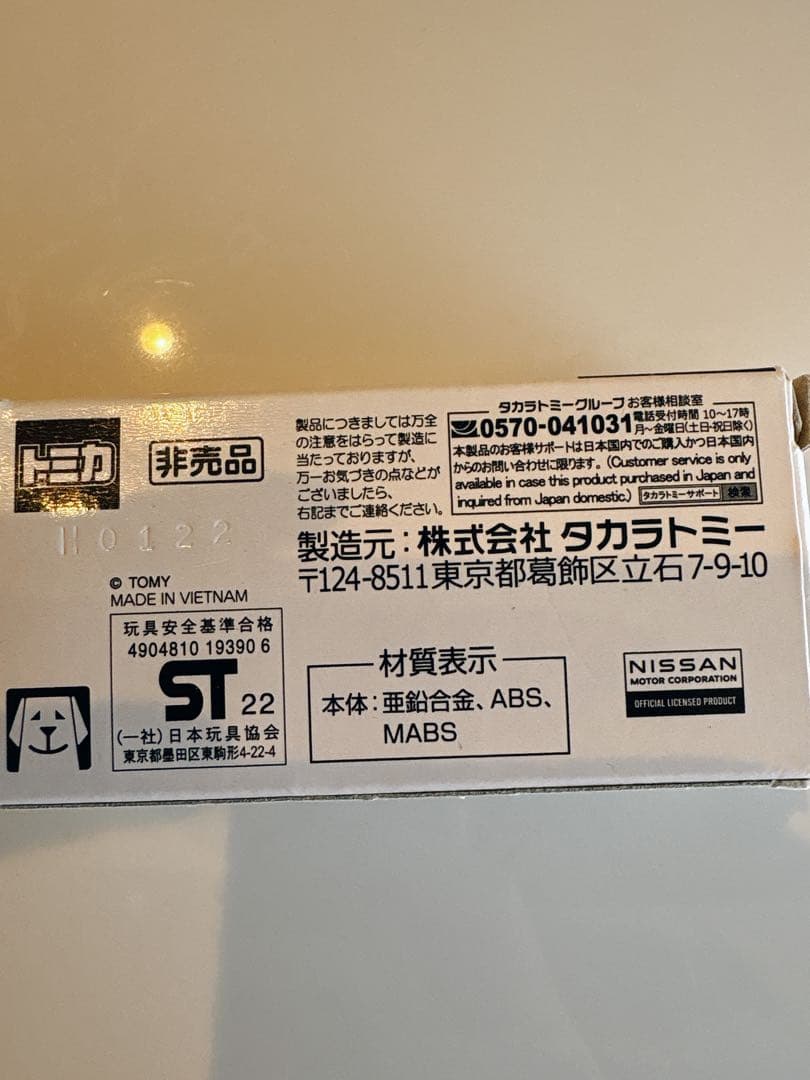 トミカ
非売品
H0122
© TOMY
MADE IN VIETNAM
玩具安全基準合格
4904810 19390 6
ST 22
(一社)日本玩具協会
東京都墨田区東駒形4-22-4
製品につきましては万全
の注意をはらって製造に
当たっておりますが、
万一お気づきの点などが
ございましたら、
右記までご連絡ください。
タカラトミーグループ お客様相談室
0570-041031 電話受付時間 10〜17時
月〜金曜日(土・日・祝日除く)
本製品のお客様サポートは日本国内でのご購入かつ日本国内
からのお問い合わせに限ります。(Customer service is only
available in case this product purchased in Japan and
inquired from Japan domestic.) タカラトミーサポート 検索
製造元:株式会社 タカラトミー
〒124-8511東京都葛飾区立石7-9-10
材質表示
本体:亜鉛合金、ABS、
MABS
NISSAN
MOTOR CORPORATION
OFFICIAL LICENSED PRODUCT